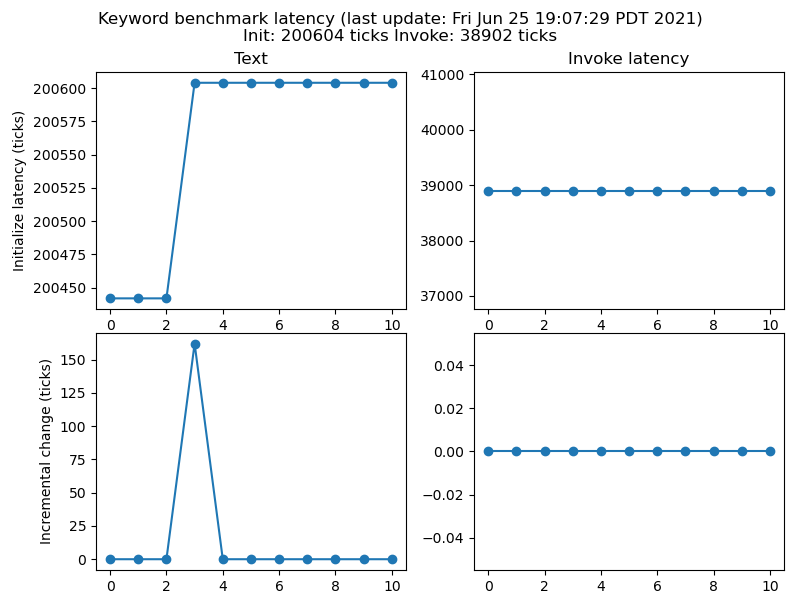 Keyword benchmark latency (last update: Fri Jun 25 19:07:29 PDT 2021)
Init: 200604 ticks Invoke: 38902 ticks
Text
Initialize latency (ticks)
200600
200575
200550
200525
200500
200475
200450
0 2 4 6 8 10
Invoke latency
41000
40000
39000
38000
37000
0 2 4 6 8 10
Incremental change (ticks)
150
125
100
75
50
25
0
0 2 4 6 8 10
0.04
0.02
0.00
−0.02
−0.04
0 2 4 6 8 10